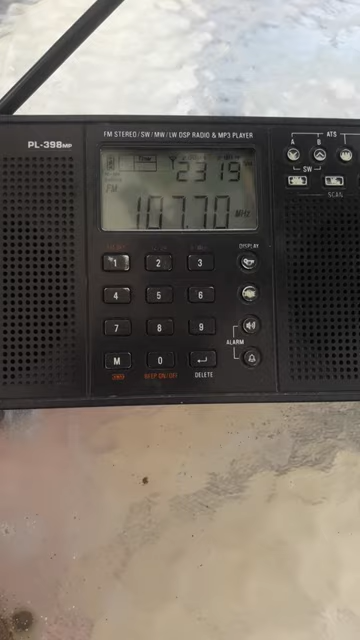 FM STEREO/SW/MW/LW DSP RADIO & MP3 PLAYER
PL-398MP
ATS
A B
SW
SCAN
Time
2319
FM
107.70 MHz
DISPLAY
1 2 3
4 5 6
7 8 9
ALARM
M 0
DELETE